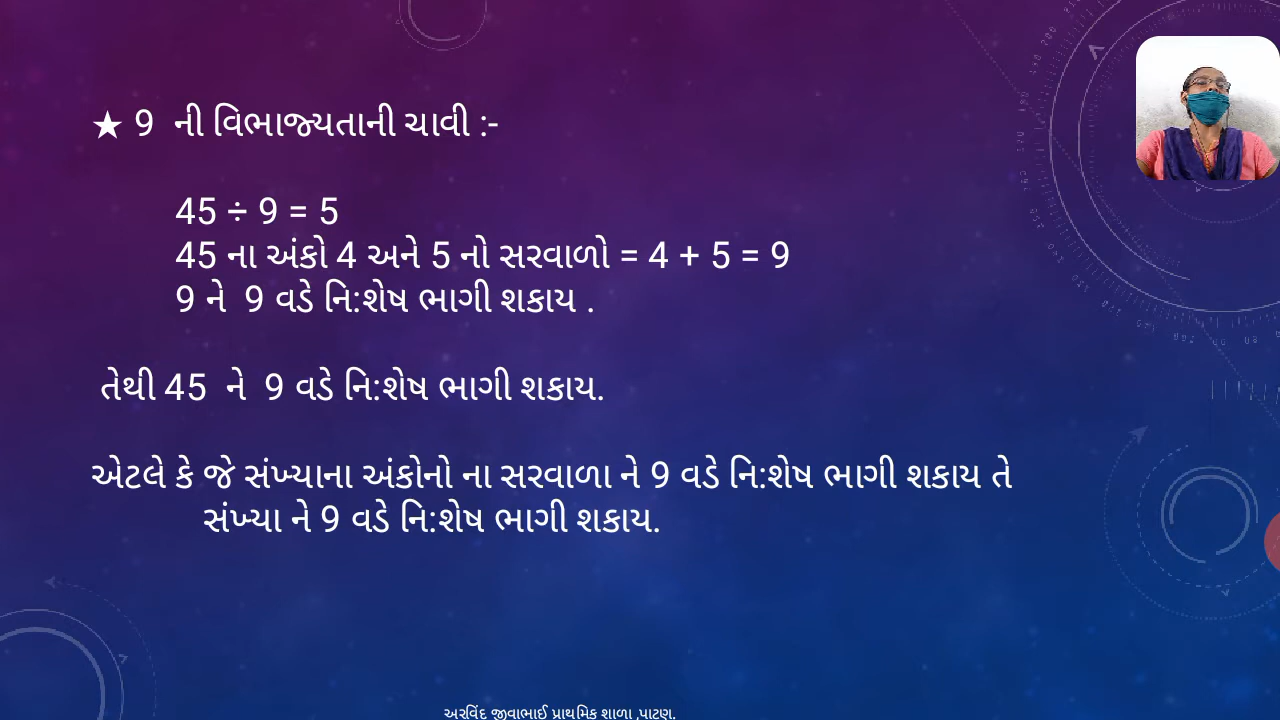 ★ 9 ની વિભાજ્યતાની ચાવી :-
45 ÷ 9 = 5
45 ના અંકો 4 અને 5 નો સરવાળો = 4 + 5 = 9
9 ને 9 વડે નિ:શેષ ભાગી શકાય .
તેથી 45 ને 9 વડે નિ:શેષ ભાગી શકાય.
એટલે કે જે સંખ્યાના અંકોનો ના સરવાળા ને 9 વડે નિ:શેષ ભાગી શકાય તે
સંખ્યા ને 9 વડે નિ:શેષ ભાગી શકાય.
અરવિંદ જીવાભાઈ પ્રાથમિક શાળા ,પાટણ.